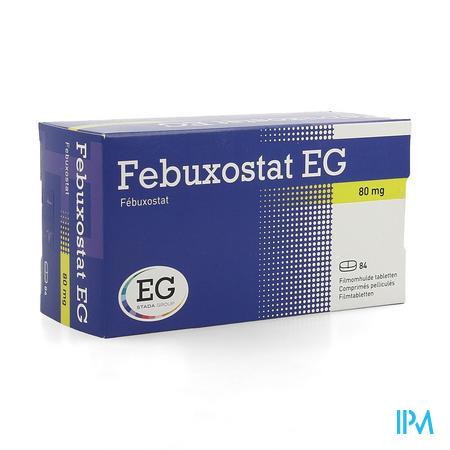 Febuxostat EG
Fébuxostat
80 mg
EG
STADA GROUP
84
Filmomhulde tabletten
Comprimés pelliculés
Filmtabletten
Febuxostat EG
Febuxostat
80 mg
84
IPM